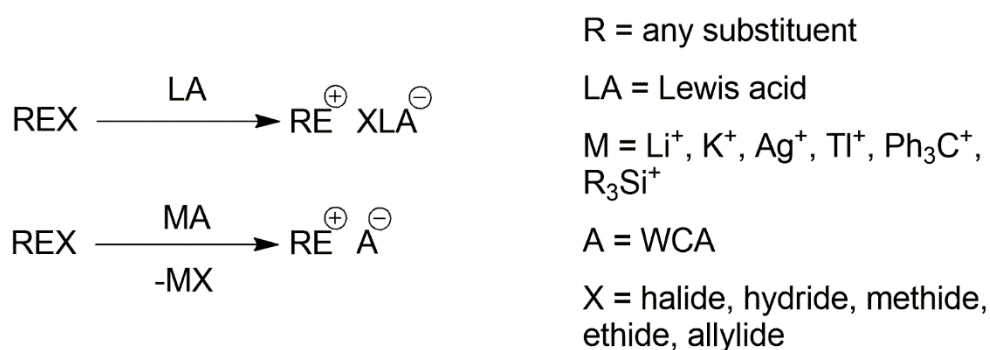 REX
LA
RE⊕ XLA⊖
REX
MA
-MX
RE⊕ A⊖
R = any substituent
LA = Lewis acid
M = Li⁺, K⁺, Ag⁺, Tl⁺, Ph₃C⁺,
R₃Si⁺
A = WCA
X = halide, hydride, methide,
ethide, allylide